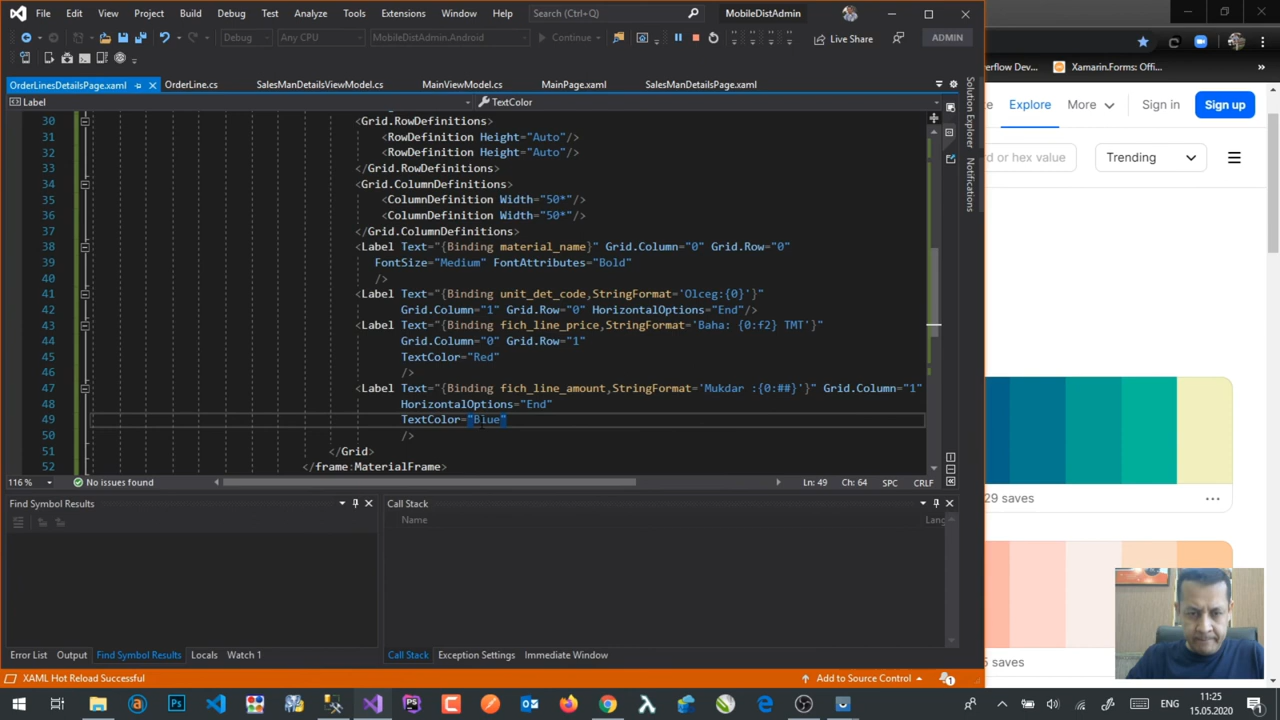 File Edit View Project Build Debug Test Analyze Tools Extensions Window Help Search (Ctrl+Q) MobileDistAdmin
Debug Any CPU MobileDistAdmin.Android Continue Live Share ADMIN
OrderLinesDetailsPage.xaml OrderLine.cs SalesManDetailsViewModel.cs MainViewModel.cs MainPage.xaml SalesManDetailsPage.xaml
Label TextColor
30 <Grid.RowDefinitions>
31 <RowDefinition Height="Auto"/>
32 <RowDefinition Height="Auto"/>
33 </Grid.RowDefinitions>
34 <Grid.ColumnDefinitions>
35 <ColumnDefinition Width="50*"/>
36 <ColumnDefinition Width="50*"/>
37 </Grid.ColumnDefinitions>
38 <Label Text="{Binding material_name}" Grid.Column="0" Grid.Row="0"
39 FontSize="Medium" FontAttributes="Bold"
40 />
41 <Label Text="{Binding unit_det_code,StringFormat='Olceg:{0}'}"
42 Grid.Column="1" Grid.Row="0" HorizontalOptions="End"/>
43 <Label Text="{Binding fich_line_price,StringFormat='Baha: {0:f2} TMT'}"
44 Grid.Column="0" Grid.Row="1"
45 TextColor="Red"
46 />
47 <Label Text="{Binding fich_line_amount,StringFormat='Mukdar :{0:##}'}" Grid.Column="1"
48 HorizontalOptions="End"
49 TextColor="Blue"
50 />
51 </Grid>
52 </frame:MaterialFrame>
116 % No issues found Ln: 49 Ch: 64 SPC CRLF
Find Symbol Results Call Stack
Name Lang
Error List Output Find Symbol Results Locals Watch 1 Call Stack Exception Settings Immediate Window
XAML Hot Reload Successful Add to Source Control 1
Solution Explorer
Notifications
erflow Dev... Xamarin.Forms: Offi... »
e Explore More Sign in Sign up
rd or hex value Trending
29 saves
5 saves
ENG 11:25
15.05.2020 1